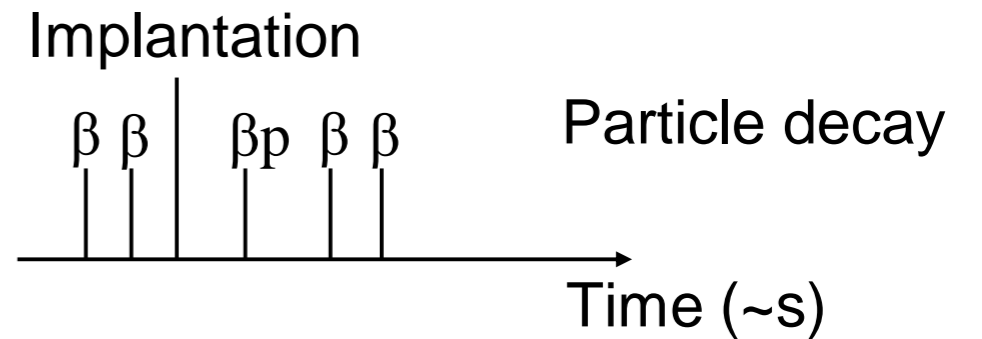 Implantation
β β βp β β
Particle decay
Time (~s)